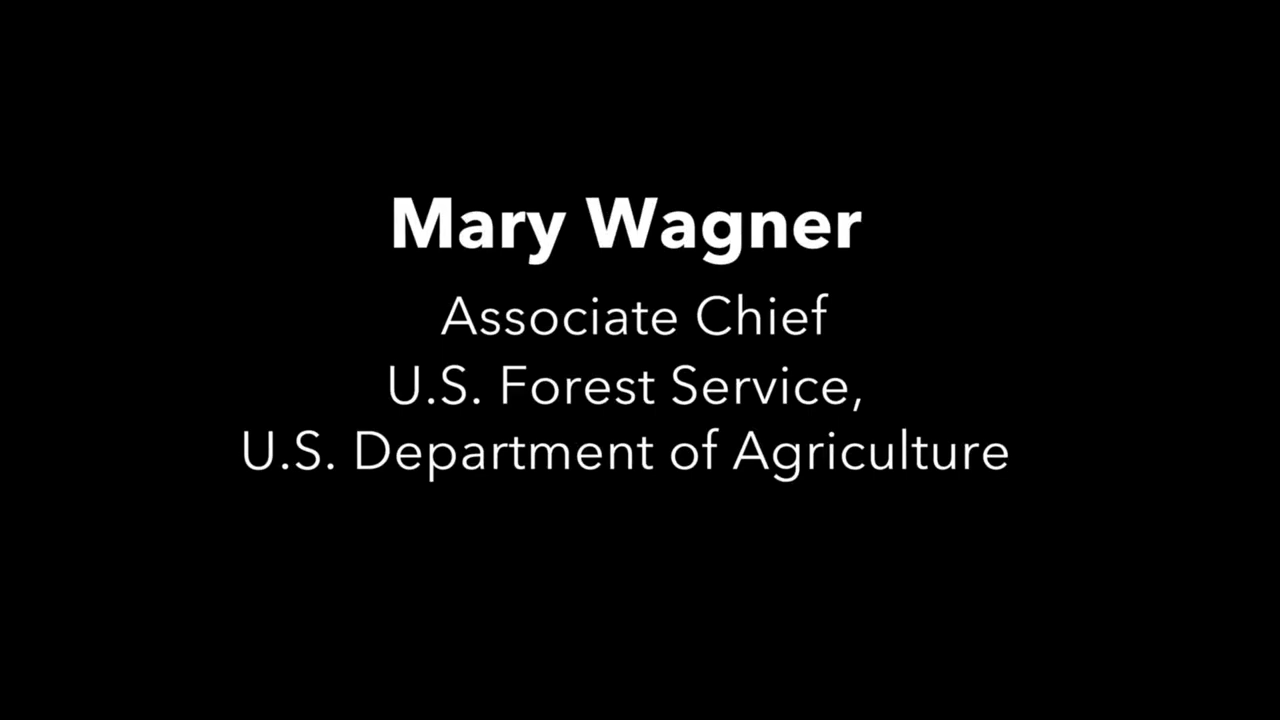 Mary Wagner
Associate Chief
U.S. Forest Service,
U.S. Department of Agriculture